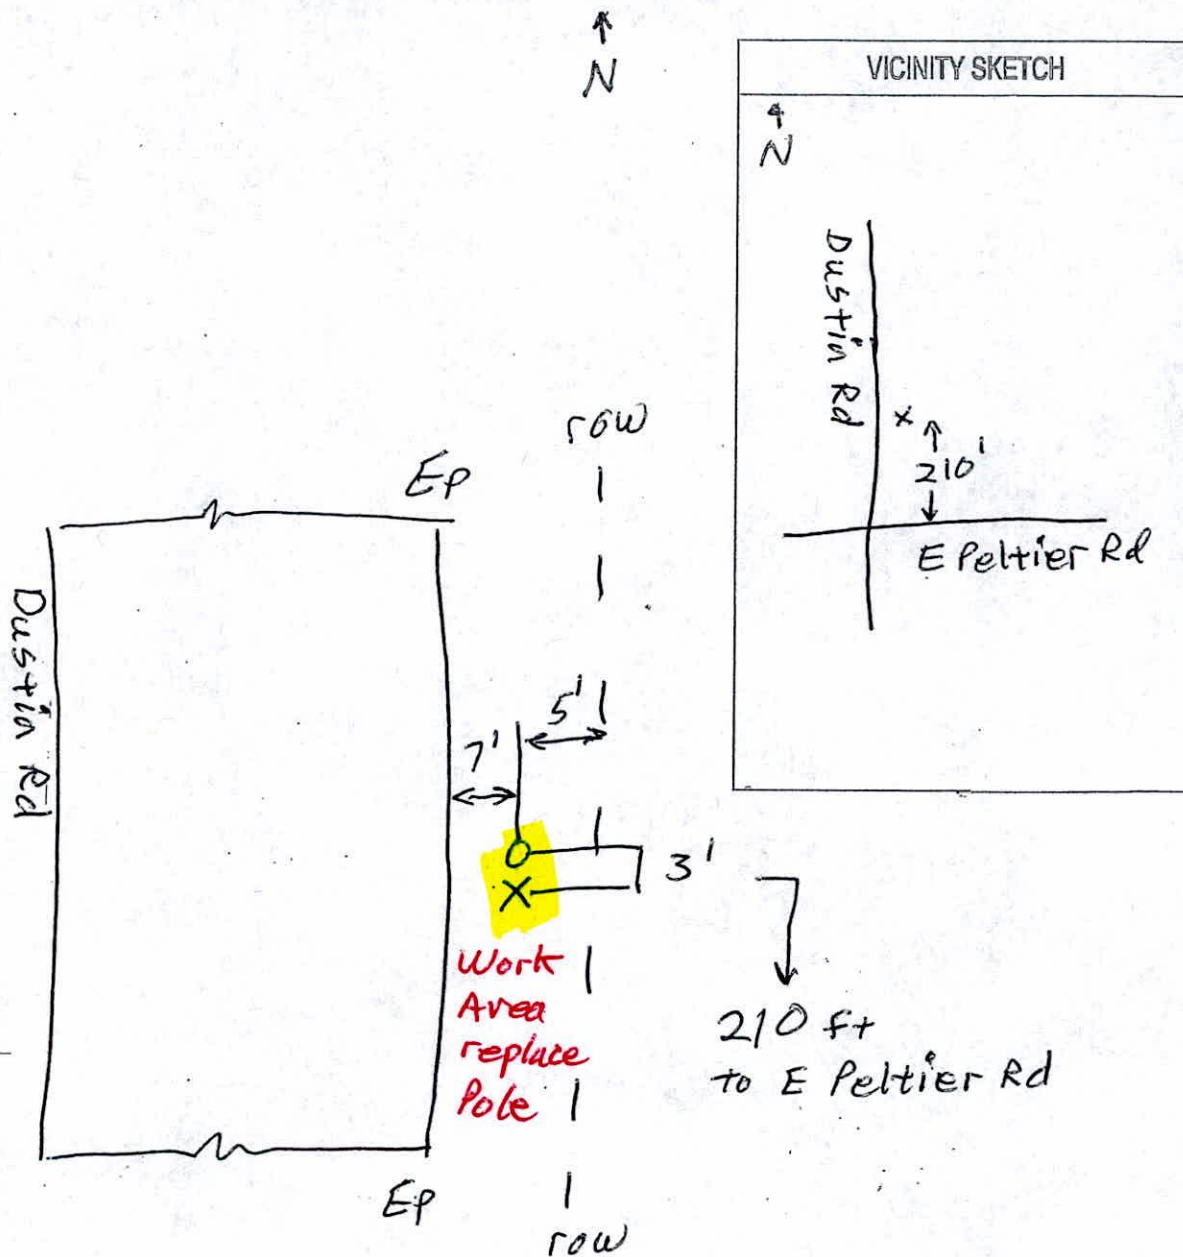 N
VICINITY SKETCH
N
Dustin Rd
210'
E Peltier Rd
row
Ep
Dustin Rd
5'
7'
3'
Work
Area
replace
Pole
210 ft
to E Peltier Rd
Ep
row